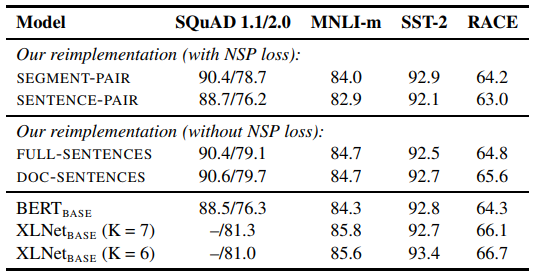 Model SQuAD 1.1/2.0 MNLI-m SST-2 RACE
Our reimplementation (with NSP loss):
SEGMENT-PAIR 90.4/78.7 84.0 92.9 64.2
SENTENCE-PAIR 88.7/76.2 82.9 92.1 63.0
Our reimplementation (without NSP loss):
FULL-SENTENCES 90.4/79.1 84.7 92.5 64.8
DOC-SENTENCES 90.6/79.7 84.7 92.7 65.6
BERT BASE 88.5/76.3 84.3 92.8 64.3
XLNet BASE (K = 7) –/81.3 85.8 92.7 66.1
XLNet BASE (K = 6) –/81.0 85.6 93.4 66.7